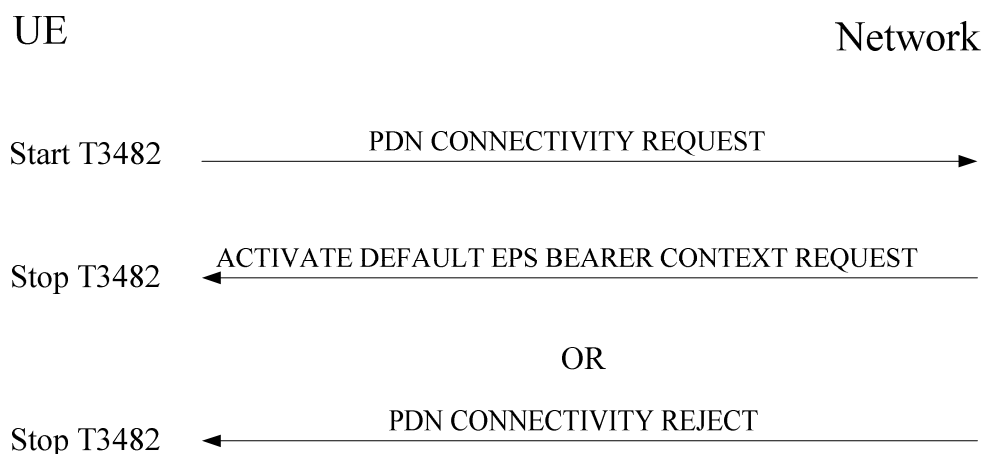 UE
Network
Start T3482
PDN CONNECTIVITY REQUEST
Stop T3482
ACTIVATE DEFAULT EPS BEARER CONTEXT REQUEST
OR
Stop T3482
PDN CONNECTIVITY REJECT